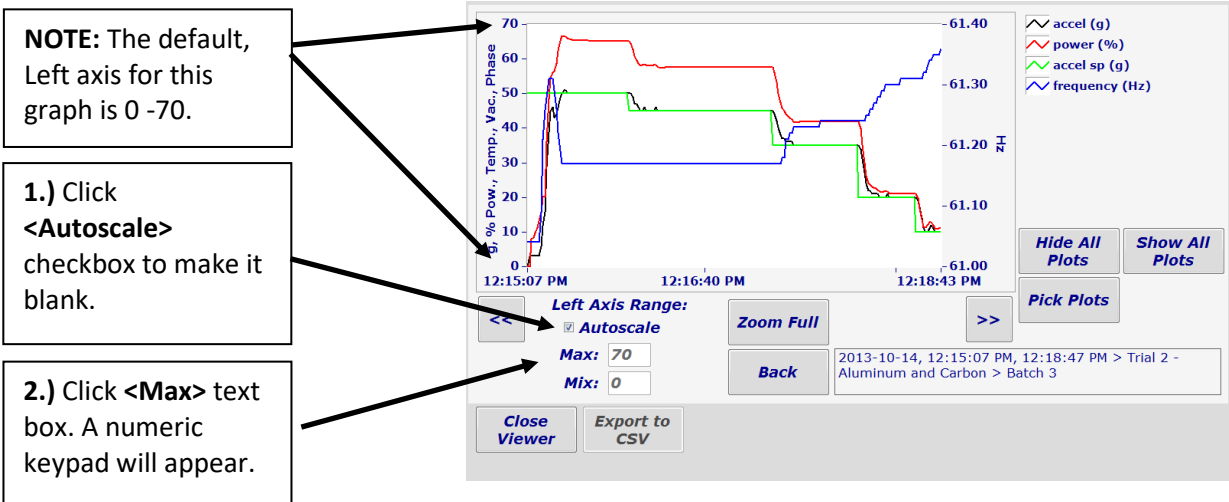 NOTE: The default,
Left axis for this
graph is 0 -70.
1.) Click
<Autoscale>
checkbox to make it
blank.
2.) Click <Max> text
box. A numeric
keypad will appear.
g, % Pow., Temp., Vac., Phase
70
60
50
40
30
20
10
0
61.40
61.30
61.20
61.10
61.00
Hz
12:15:07 PM
12:16:40 PM
12:18:43 PM
accel (g)
power (%)
accel sp (g)
frequency (Hz)
Hide All
Plots
Show All
Plots
Pick Plots
<<
Left Axis Range:
Autoscale
Max: 70
Mix: 0
Zoom Full
Back
>>
2013-10-14, 12:15:07 PM, 12:18:47 PM > Trial 2 -
Aluminum and Carbon > Batch 3
Close
Viewer
Export to
CSV